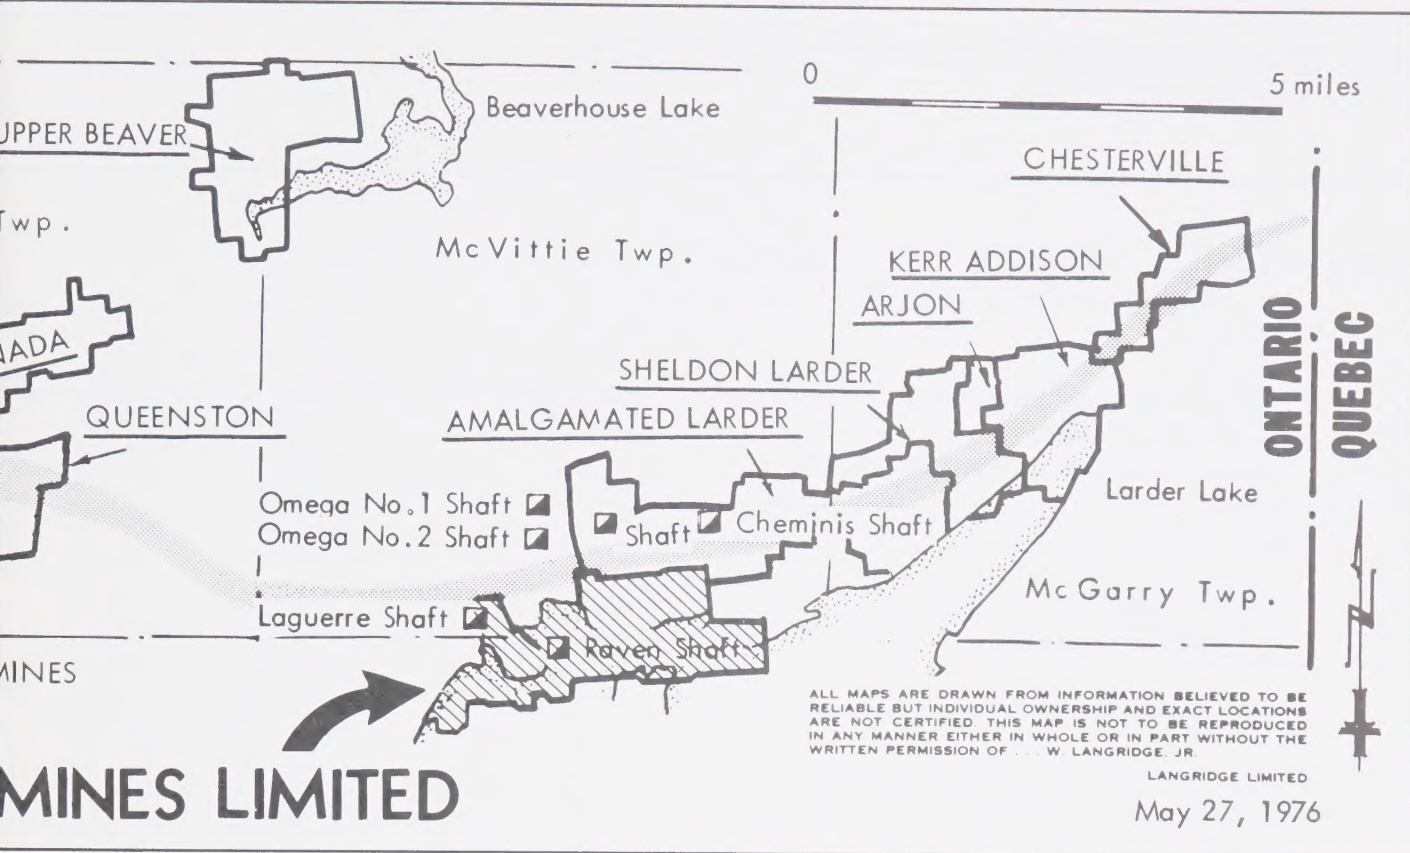 0
5 miles
Beaverhouse Lake
UPPER BEAVER
CHESTERVILLE
Twp.
McVittie Twp.
KERR ADDISON
ARJON
ONTARIO
QUEBEC
SHELDON LARDER
QUEENSTON
AMALGAMATED LARDER
Omega No.1 Shaft
Omega No.2 Shaft
Shaft
Cheminis Shaft
Larder Lake
McGarry Twp.
Laguerre Shaft
Raven Shaft
MINES
ALL MAPS ARE DRAWN FROM INFORMATION BELIEVED TO BE
RELIABLE BUT INDIVIDUAL OWNERSHIP AND EXACT LOCATIONS
ARE NOT CERTIFIED. THIS MAP IS NOT TO BE REPRODUCED
IN ANY MANNER EITHER IN WHOLE OR IN PART WITHOUT THE
WRITTEN PERMISSION OF . . . W. LANGRIDGE. JR.
LANGRIDGE LIMITED
May 27, 1976
MINES LIMITED